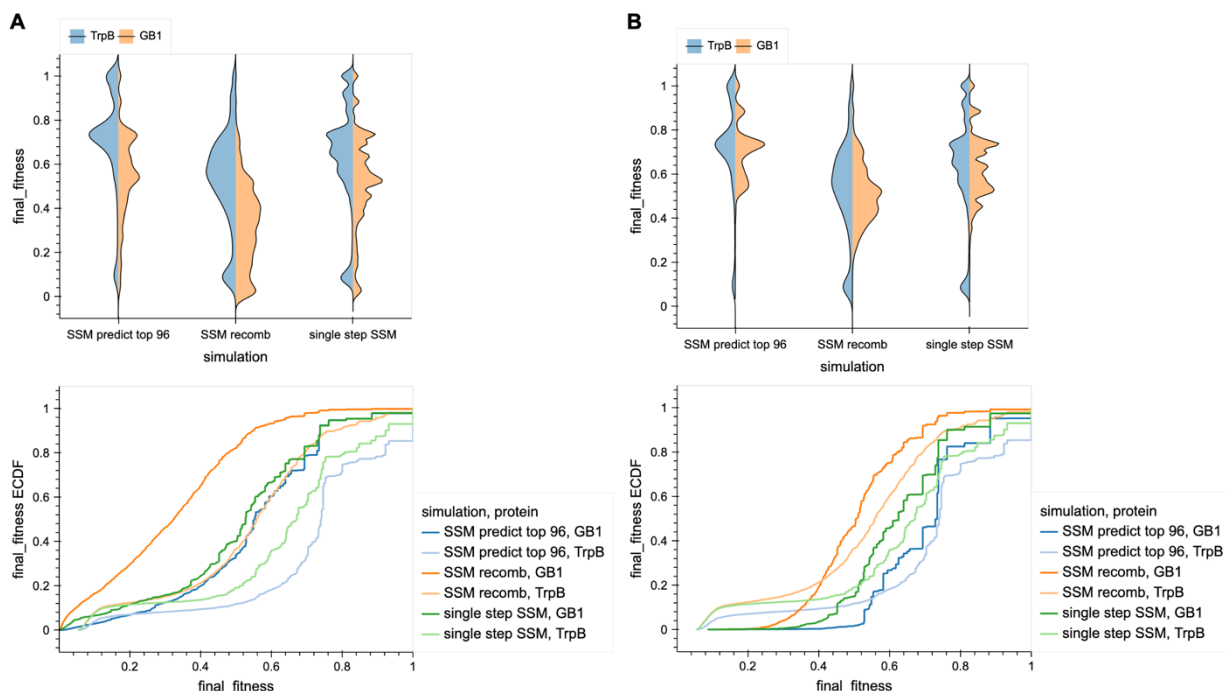 A
TrpB GB1
1
0.8
0.6
0.4
0.2
0
final_fitness
SSM predict top 96 SSM recomb single step SSM
simulation
1
0.8
0.6
0.4
0.2
0
final_fitness ECDF
0.2 0.4 0.6 0.8 1
final_fitness
simulation, protein
SSM predict top 96, GB1
SSM predict top 96, TrpB
SSM recomb, GB1
SSM recomb, TrpB
single step SSM, GB1
single step SSM, TrpB
B
TrpB GB1
1
0.8
0.6
0.4
0.2
0
final_fitness
SSM predict top 96 SSM recomb single step SSM
simulation
1
0.8
0.6
0.4
0.2
0
final_fitness ECDF
0.2 0.4 0.6 0.8 1
final_fitness
simulation, protein
SSM predict top 96, GB1
SSM predict top 96, TrpB
SSM recomb, GB1
SSM recomb, TrpB
single step SSM, GB1
single step SSM, TrpB